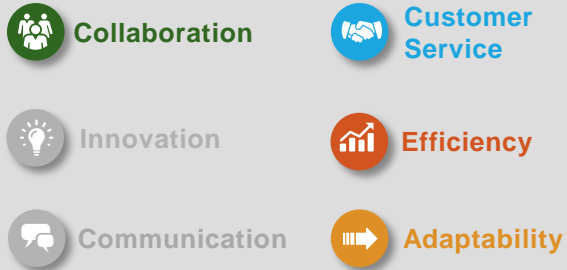 Collaboration
Customer
Service
Innovation
Efficiency
Communication
Adaptability